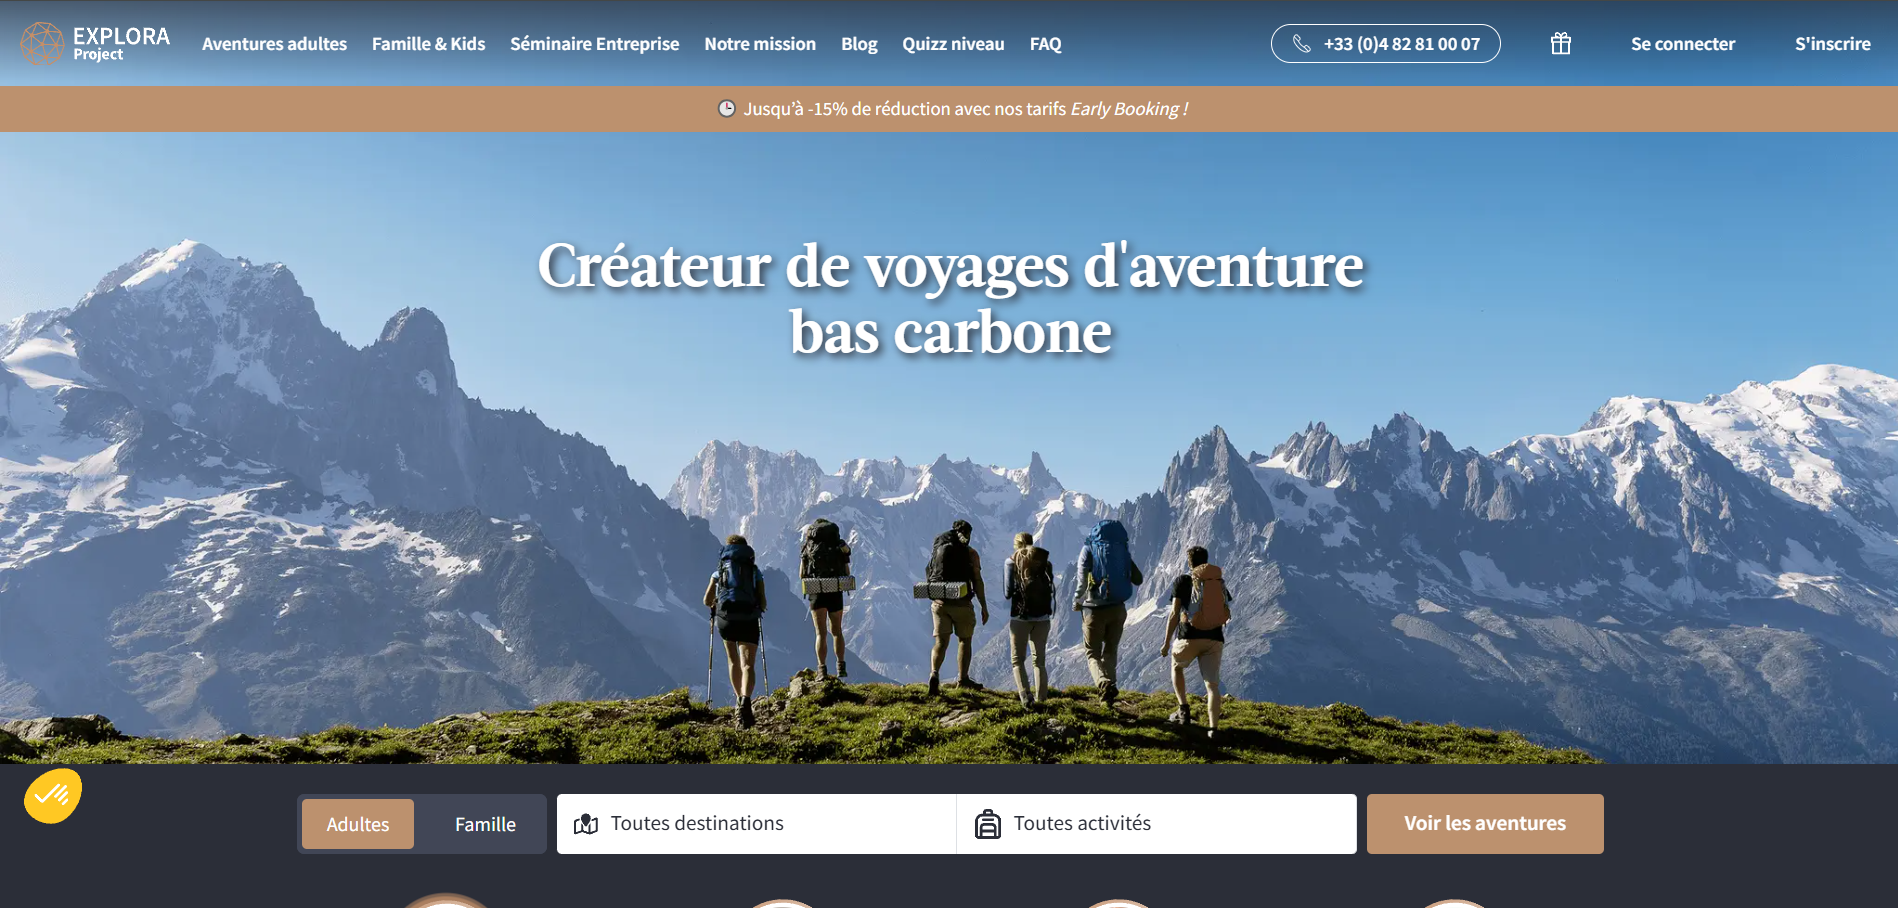 EXPLORA
Project
Aventures adultes
Famille & Kids
Séminaire Entreprise
Notre mission
Blog
Quizz niveau
FAQ
+33 (0)4 82 81 00 07
Se connecter
S'inscrire
Jusqu'à -15% de réduction avec nos tarifs Early Booking !
Créateur de voyages d'aventure
bas carbone
Adultes
Famille
Toutes destinations
Toutes activités
Voir les aventures